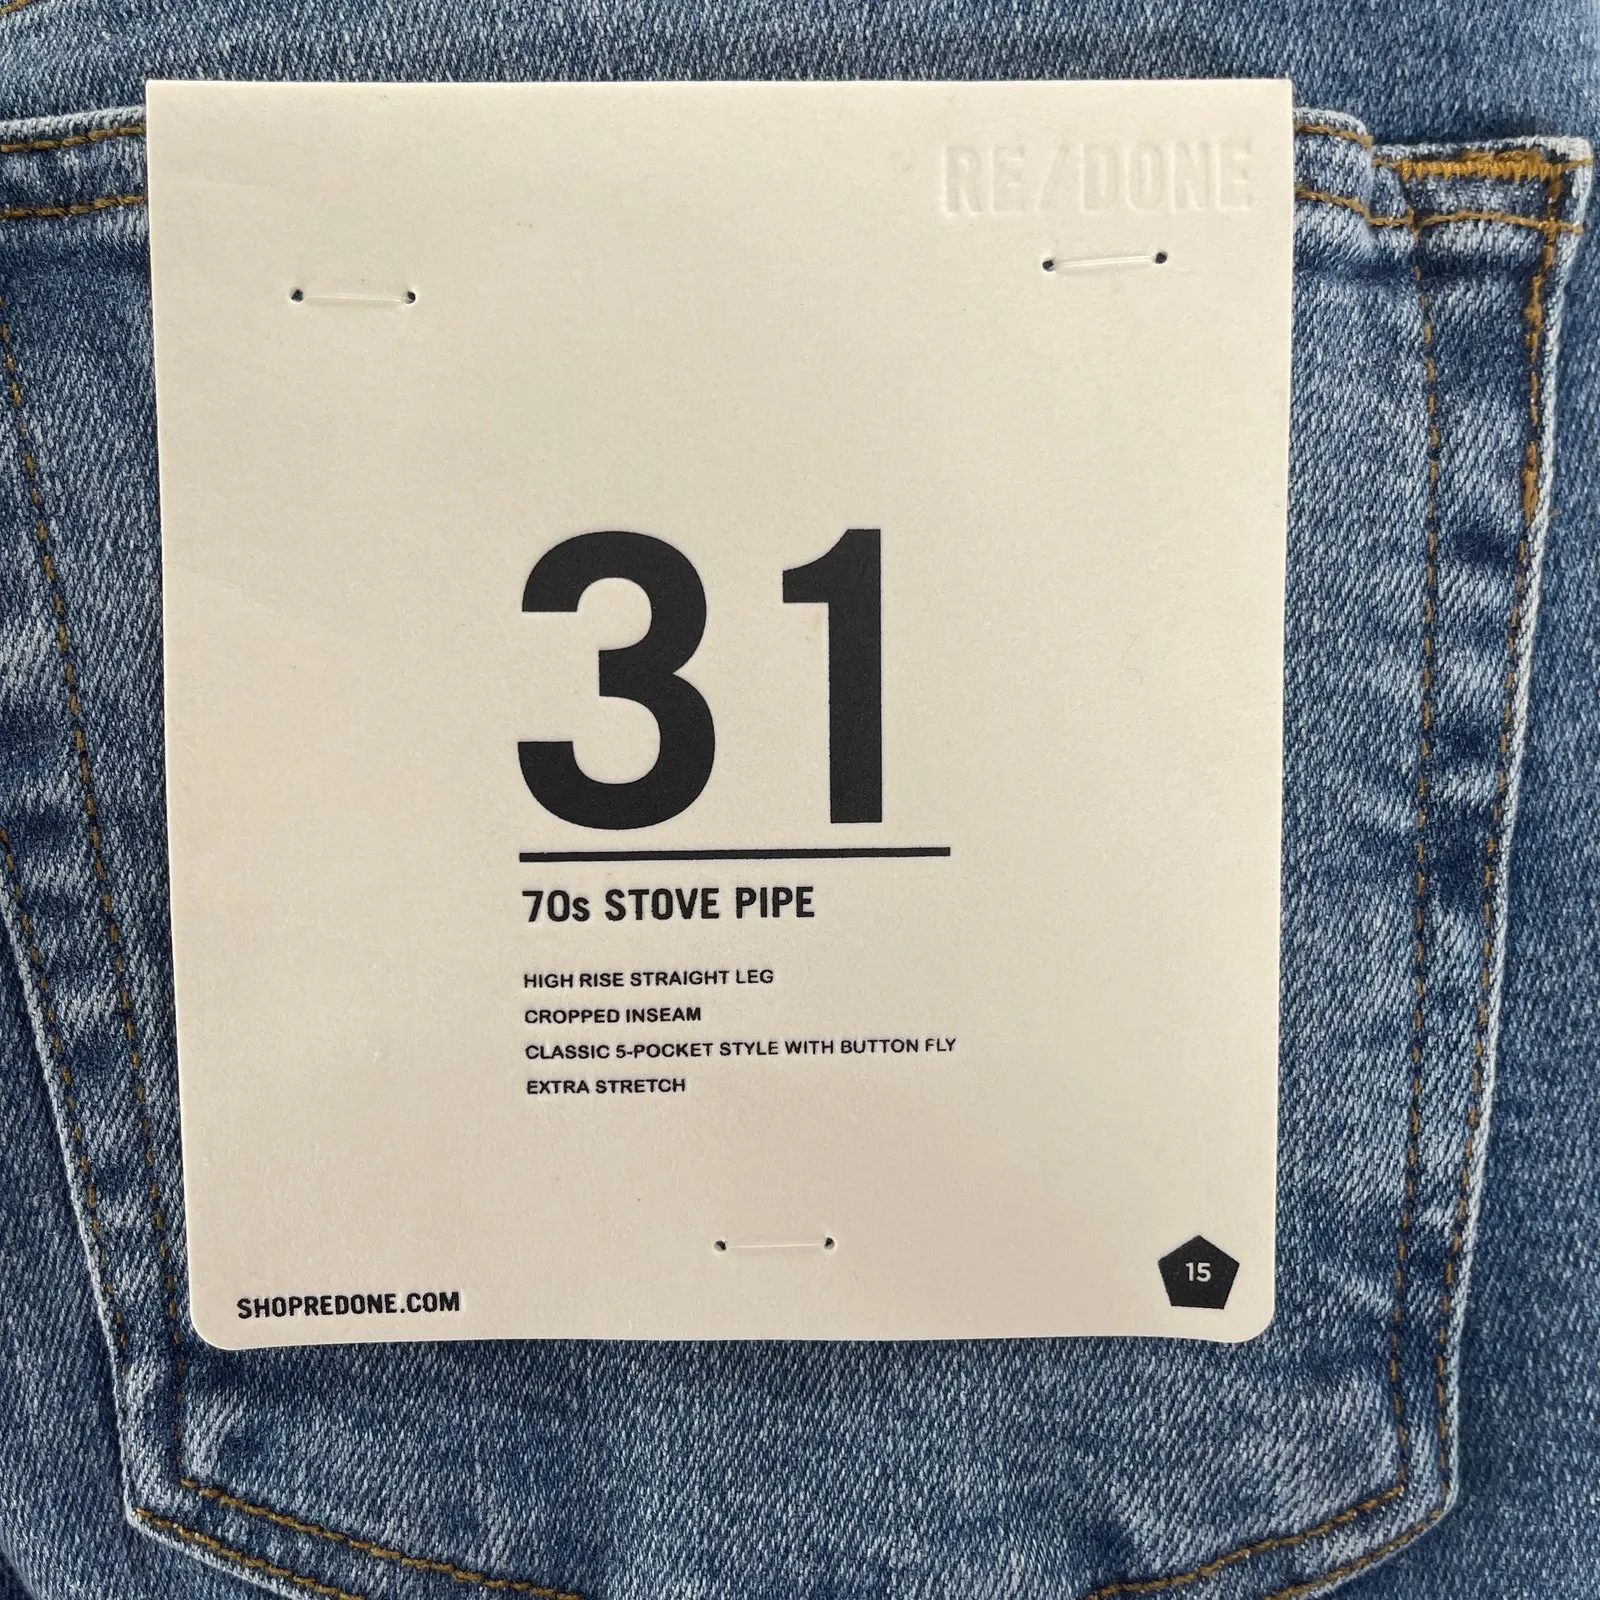 RE/DONE
31
70s STOVE PIPE
HIGH RISE STRAIGHT LEG
CROPPED INSEAM
CLASSIC 5-POCKET STYLE WITH BUTTON FLY
EXTRA STRETCH
SHOPREDONE.COM
15